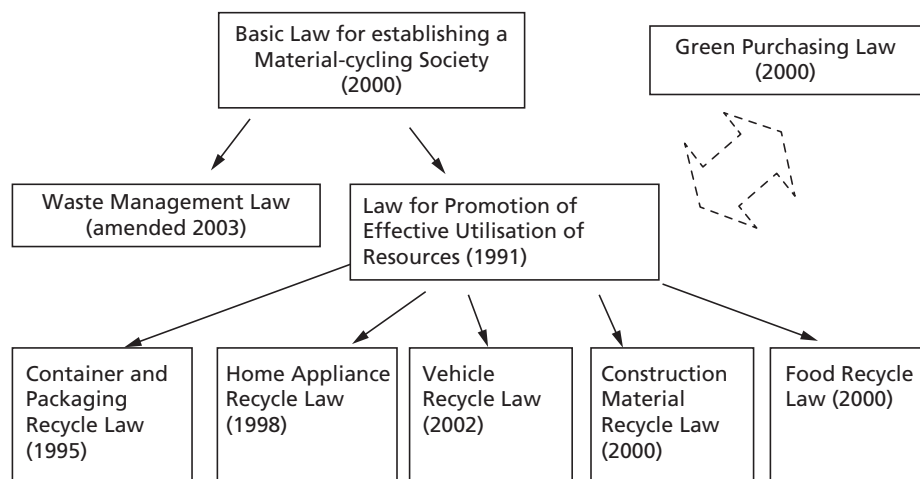 Basic Law for establishing a
Material-cycling Society
(2000)
Green Purchasing Law
(2000)
Waste Management Law
(amended 2003)
Law for Promotion of
Effective Utilisation of
Resources (1991)
Container and
Packaging
Recycle Law
(1995)
Home Appliance
Recycle Law
(1998)
Vehicle
Recycle Law
(2002)
Construction
Material
Recycle Law
(2000)
Food Recycle
Law (2000)